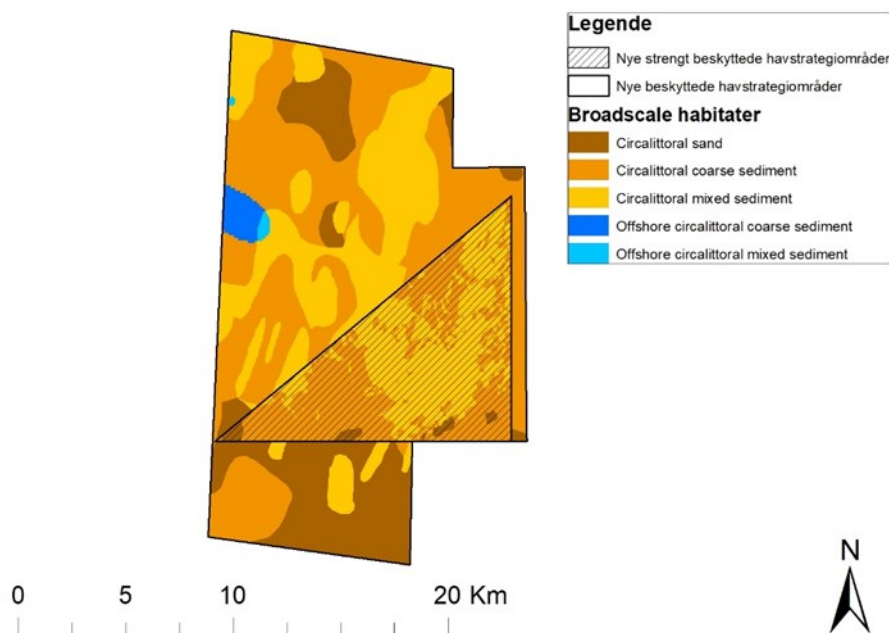 Legende
Nye strengt beskyttede havstrategiområder
Nye beskyttede havstrategiområder
Broadscale habitater
Circalittoral sand
Circalittoral coarse sediment
Circalittoral mixed sediment
Offshore circalittoral coarse sediment
Offshore circalittoral mixed sediment
N
0 5 10 20 Km